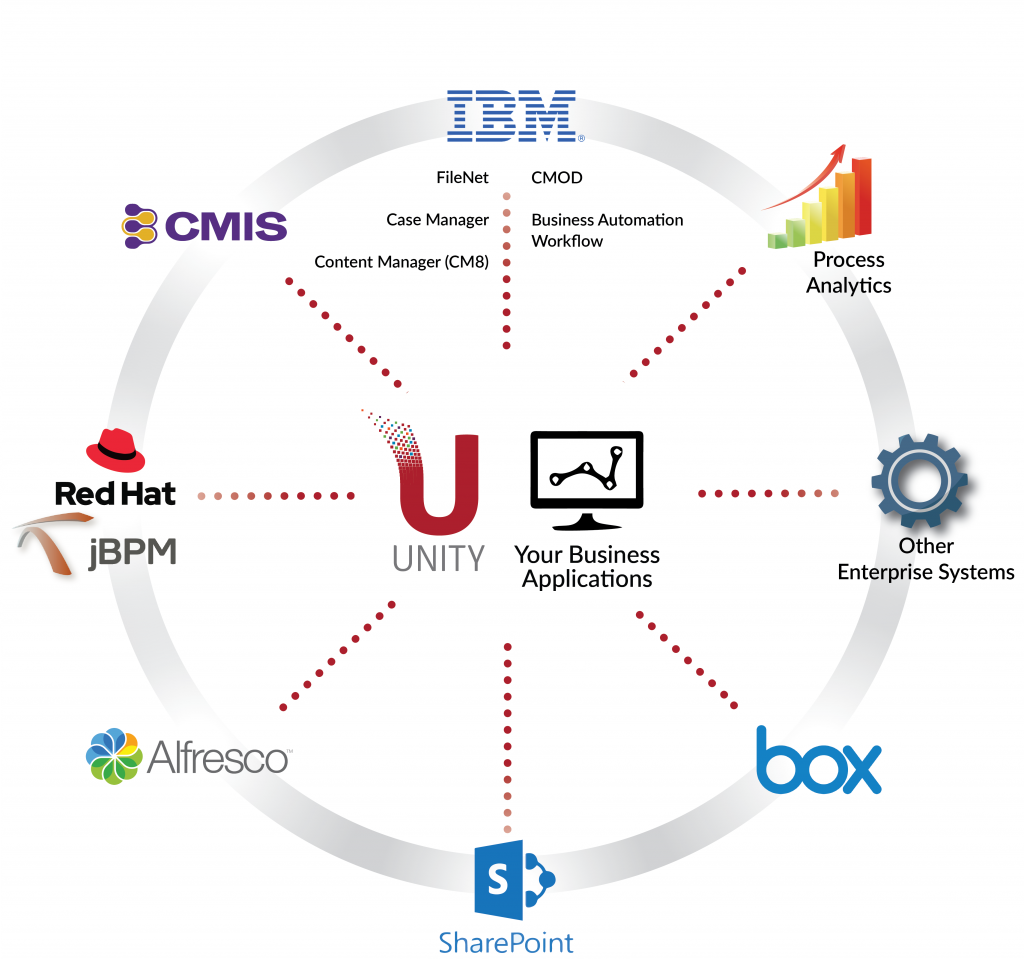 IBM®
FileNet
CMOD
Case Manager
Business Automation
Workflow
Content Manager (CM8)
CMIS
Process
Analytics
Red Hat
jBPM
U
UNITY
Your Business
Applications
Other
Enterprise Systems
Alfresco™
box
S
SharePoint